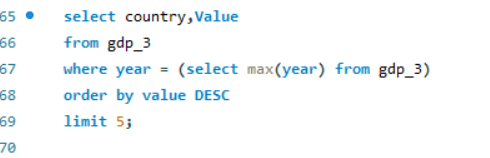 65 select country,Value
66 from gdp_3
67 where year = (select max(year) from gdp_3)
68 order by value DESC
69 limit 5;
70